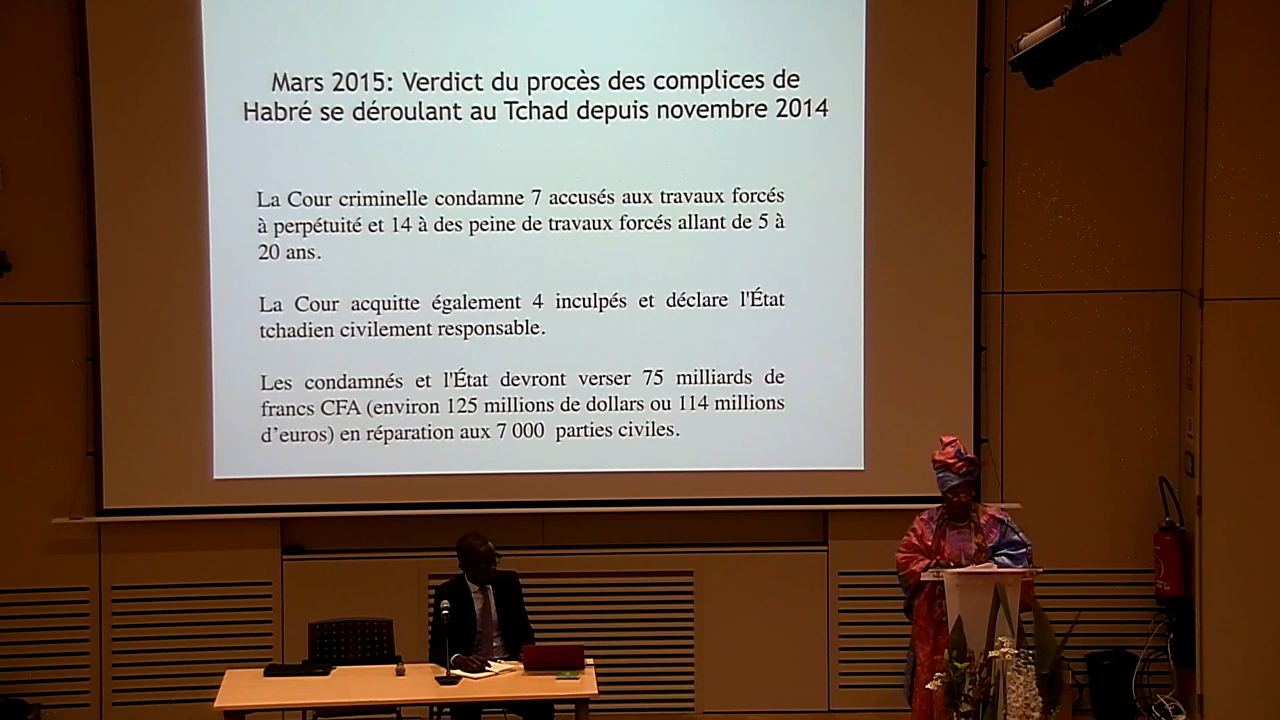 Mars 2015: Verdict du procès des complices de
Habré se déroulant au Tchad depuis novembre 2014
La Cour criminelle condamne 7 accusés aux travaux forcés
à perpétuité et 14 à des peine de travaux forcés allant de 5 à
20 ans.
La Cour acquitte également 4 inculpés et déclare l'État
tchadien civilement responsable.
Les condamnés et l'État devront verser 75 milliards de
francs CFA (environ 125 millions de dollars ou 114 millions
d’euros) en réparation aux 7 000 parties civiles.